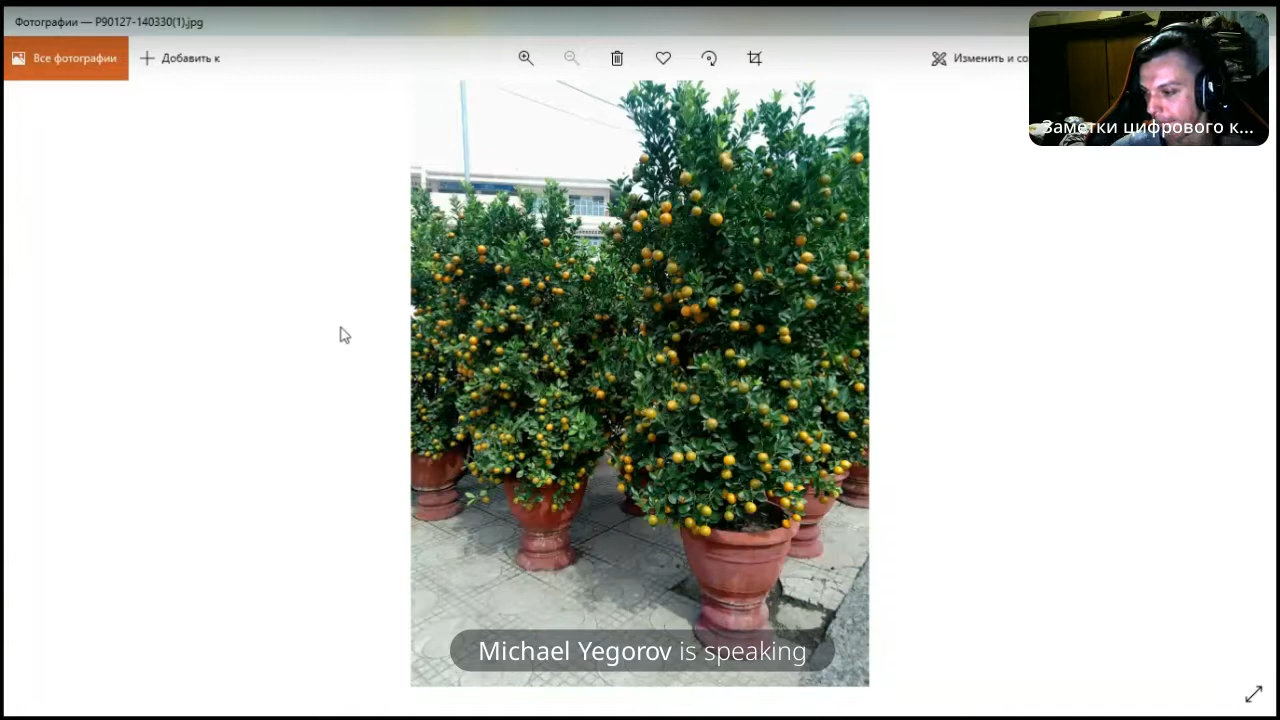 Фотографии — P90127-140330(1).jpg
Все фотографии
Добавить к
Изменить и со
Заметки цифрового к...
Michael Yegorov is speaking